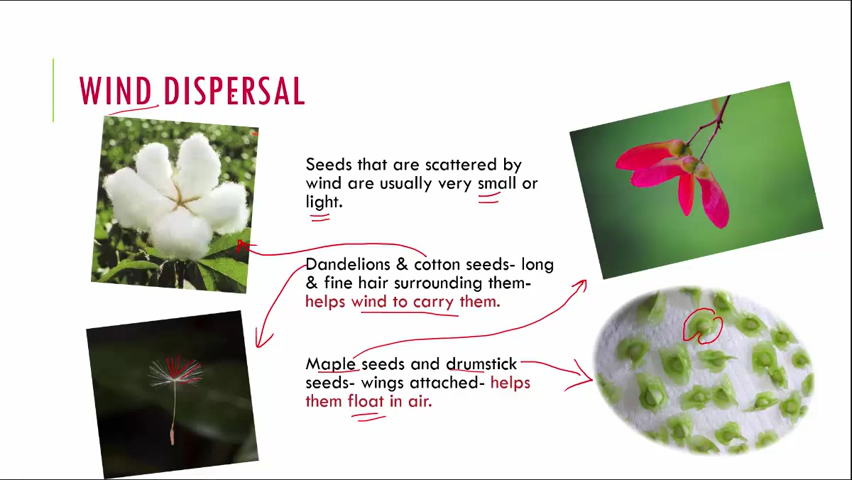 WIND DISPERSAL
Seeds that are scattered by
wind are usually very small or
light.
Dandelions & cotton seeds- long
& fine hair surrounding them-
helps wind to carry them.
Maple seeds and drumstick
seeds- wings attached- helps
them float in air.